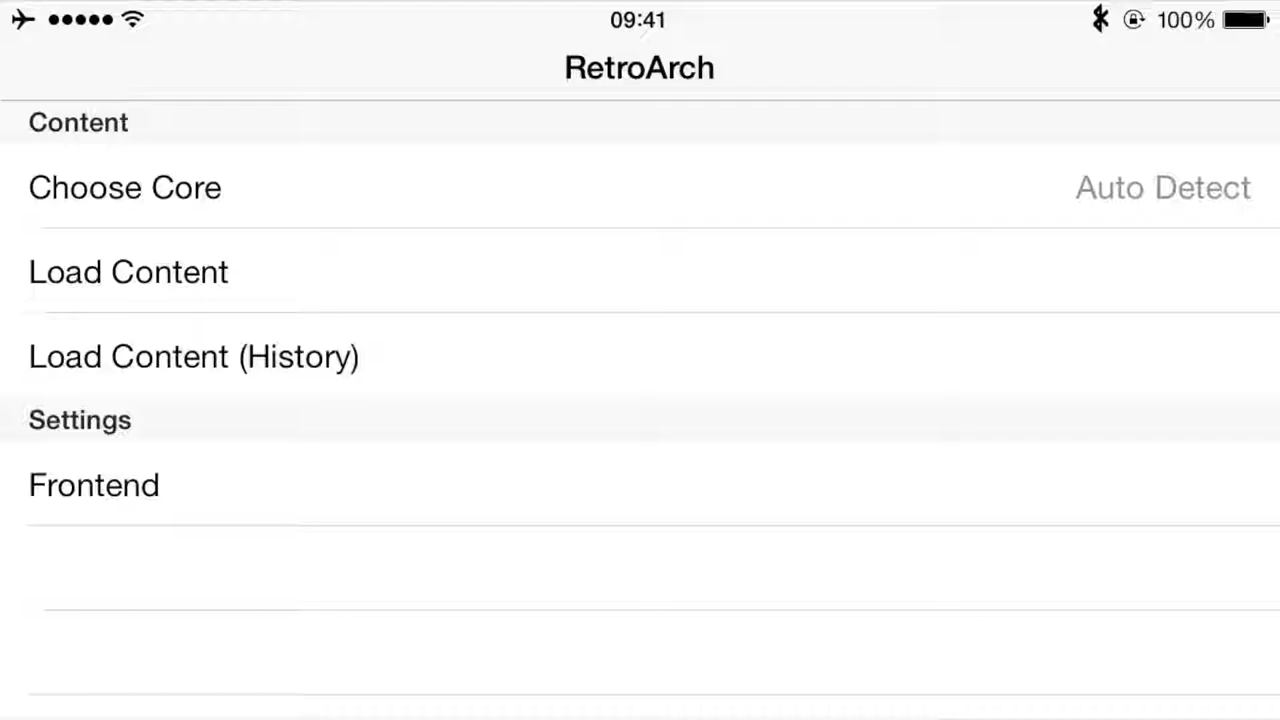 09:41
100%
RetroArch
Content
Choose Core
Auto Detect
Load Content
Load Content (History)
Settings
Frontend